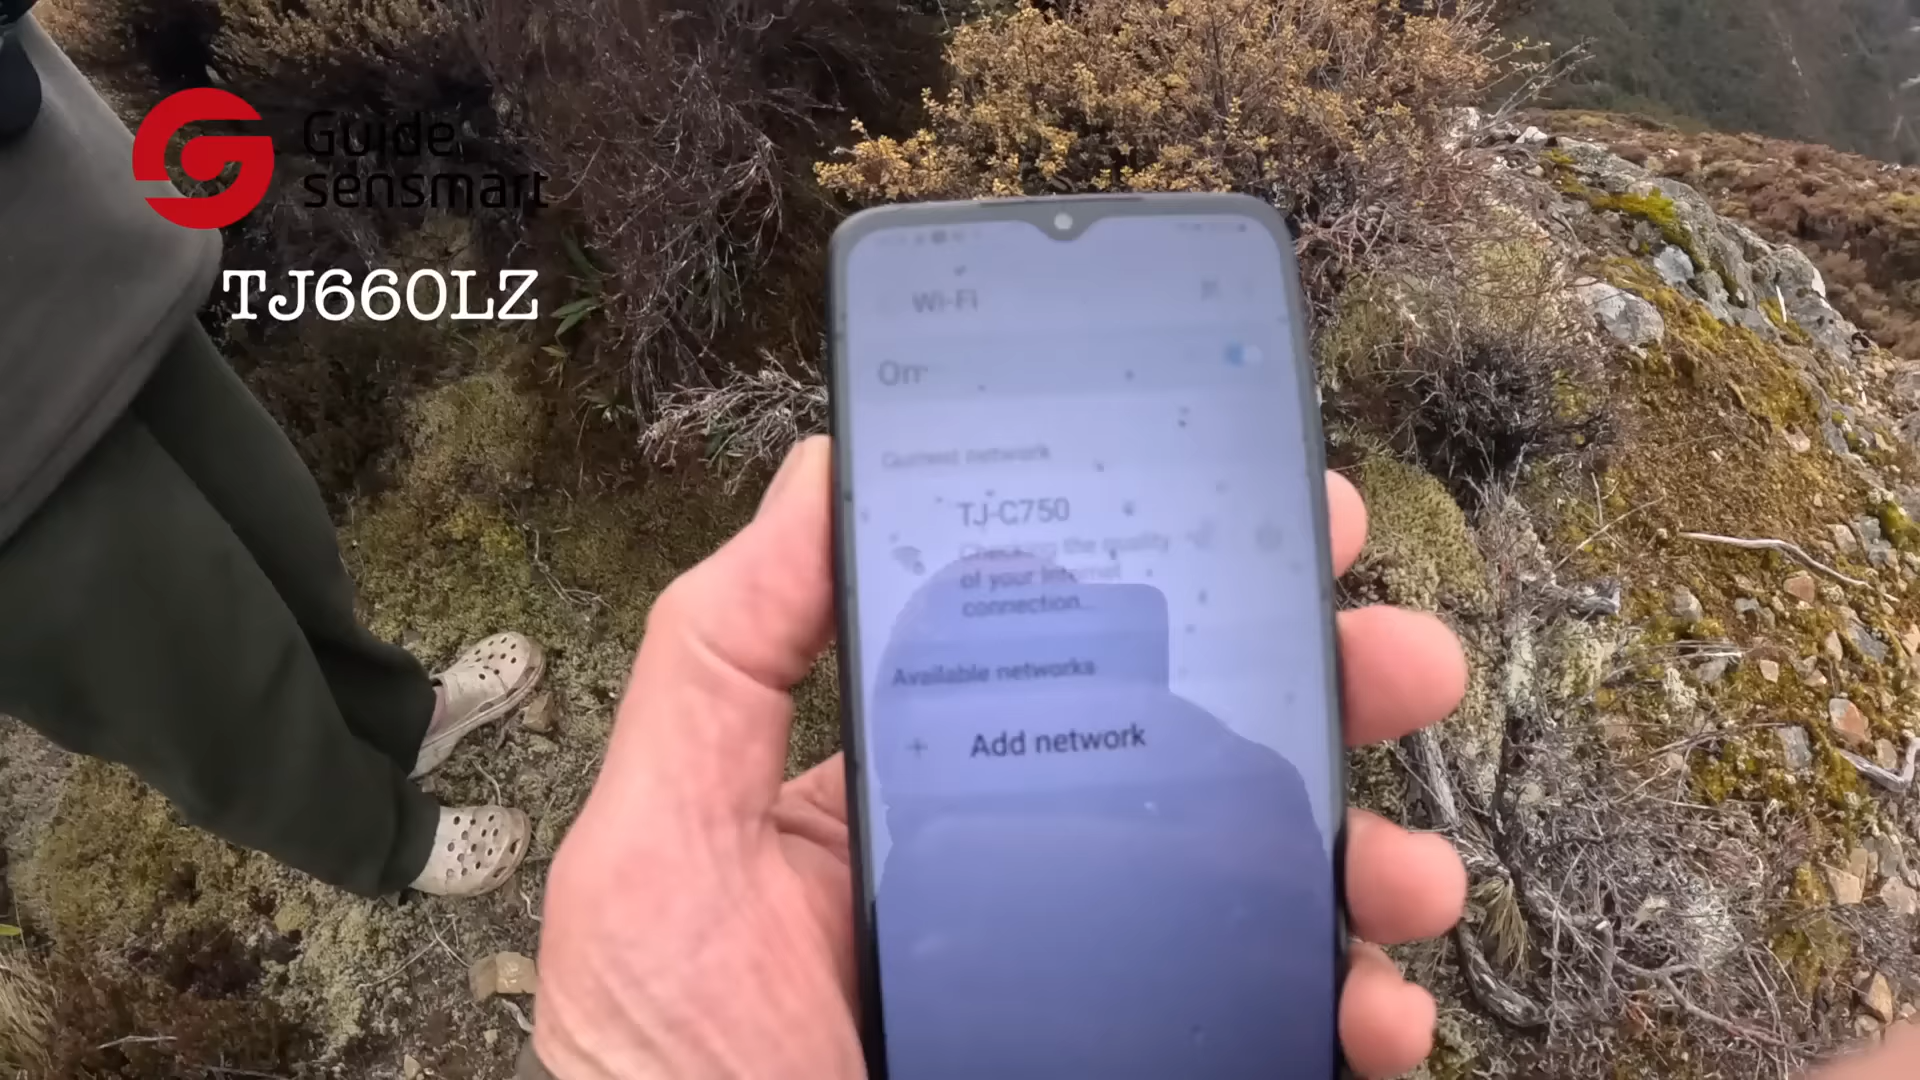 Guide
sensmart
TJ660LZ
Wi-Fi
On
Current network
TJ-C750
Checking the quality
of your Internet
connection...
Available networks
+ Add network